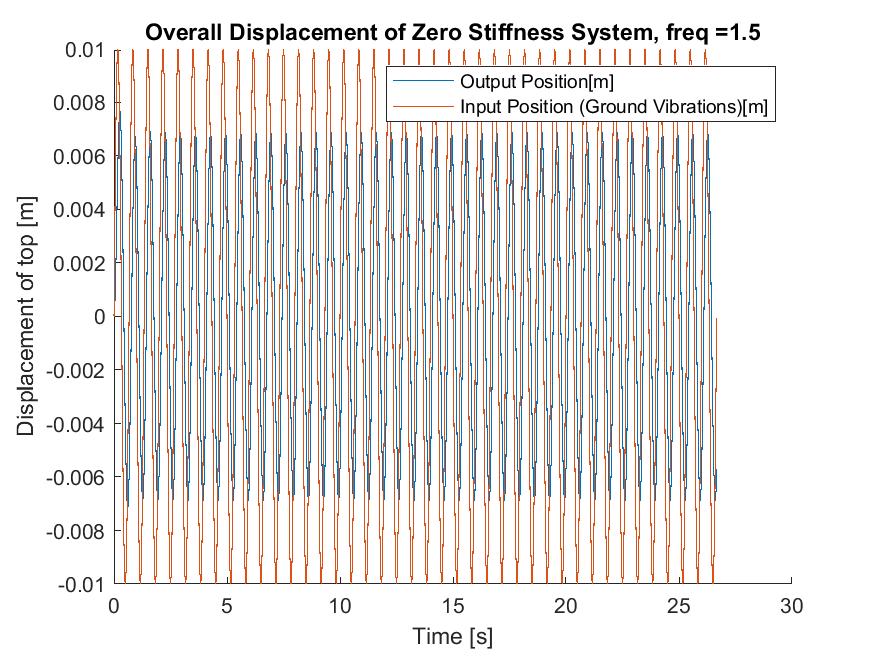 Overall Displacement of Zero Stiffness System, freq =1.5
0.01
0.008
0.006
0.004
0.002
0
-0.002
-0.004
-0.006
-0.008
-0.01
Displacement of top [m]
Output Position[m]
Input Position (Ground Vibrations)[m]
0 5 10 15 20 25 30
Time [s]